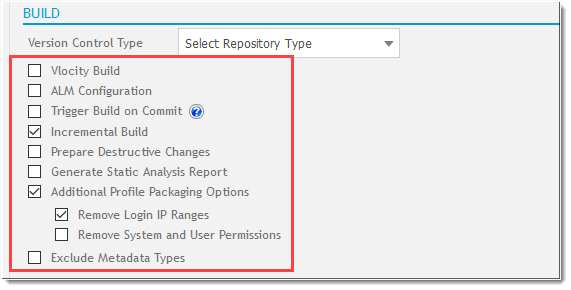 BUILD
Version Control Type Select Repository Type
Vlocity Build
ALM Configuration
Trigger Build on Commit ?
Incremental Build
Prepare Destructive Changes
Generate Static Analysis Report
Additional Profile Packaging Options
Remove Login IP Ranges
Remove System and User Permissions
Exclude Metadata Types